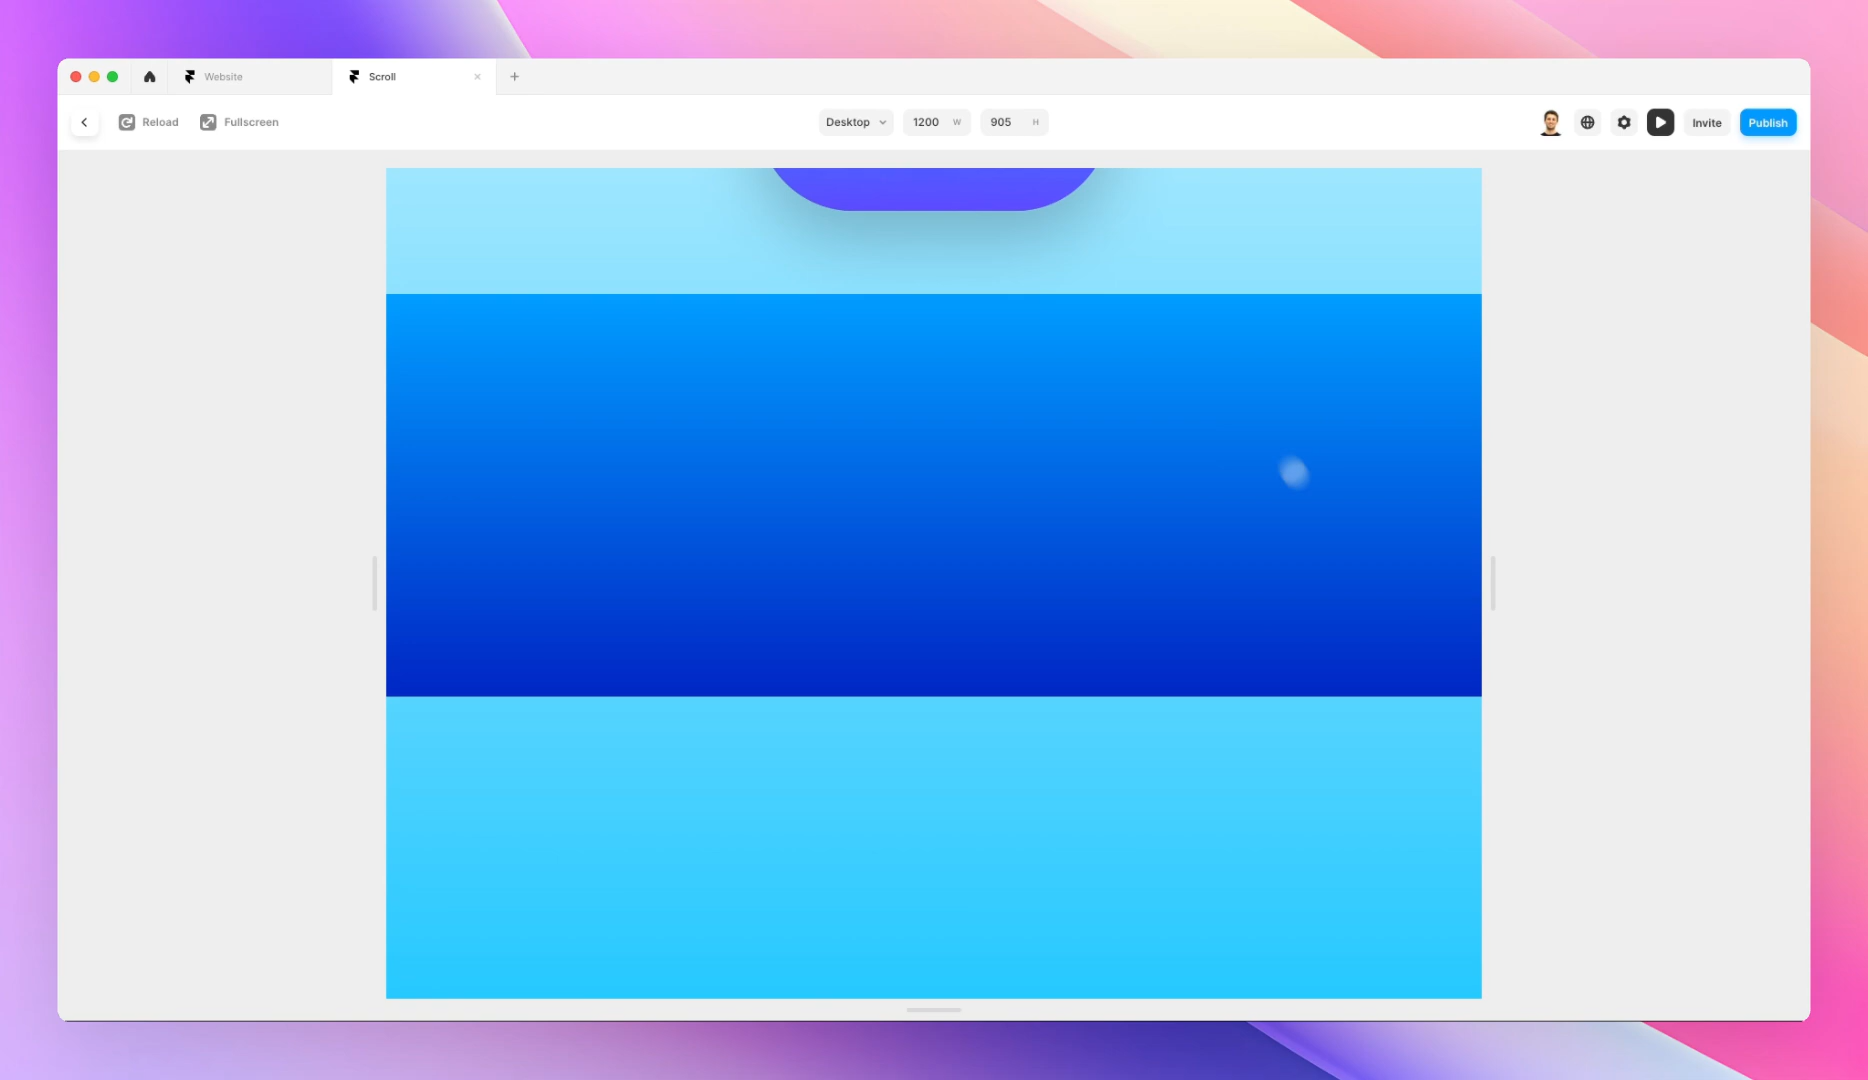 Website
Scroll
Reload
Fullscreen
Desktop
1200 W
905 H
Invite
Publish